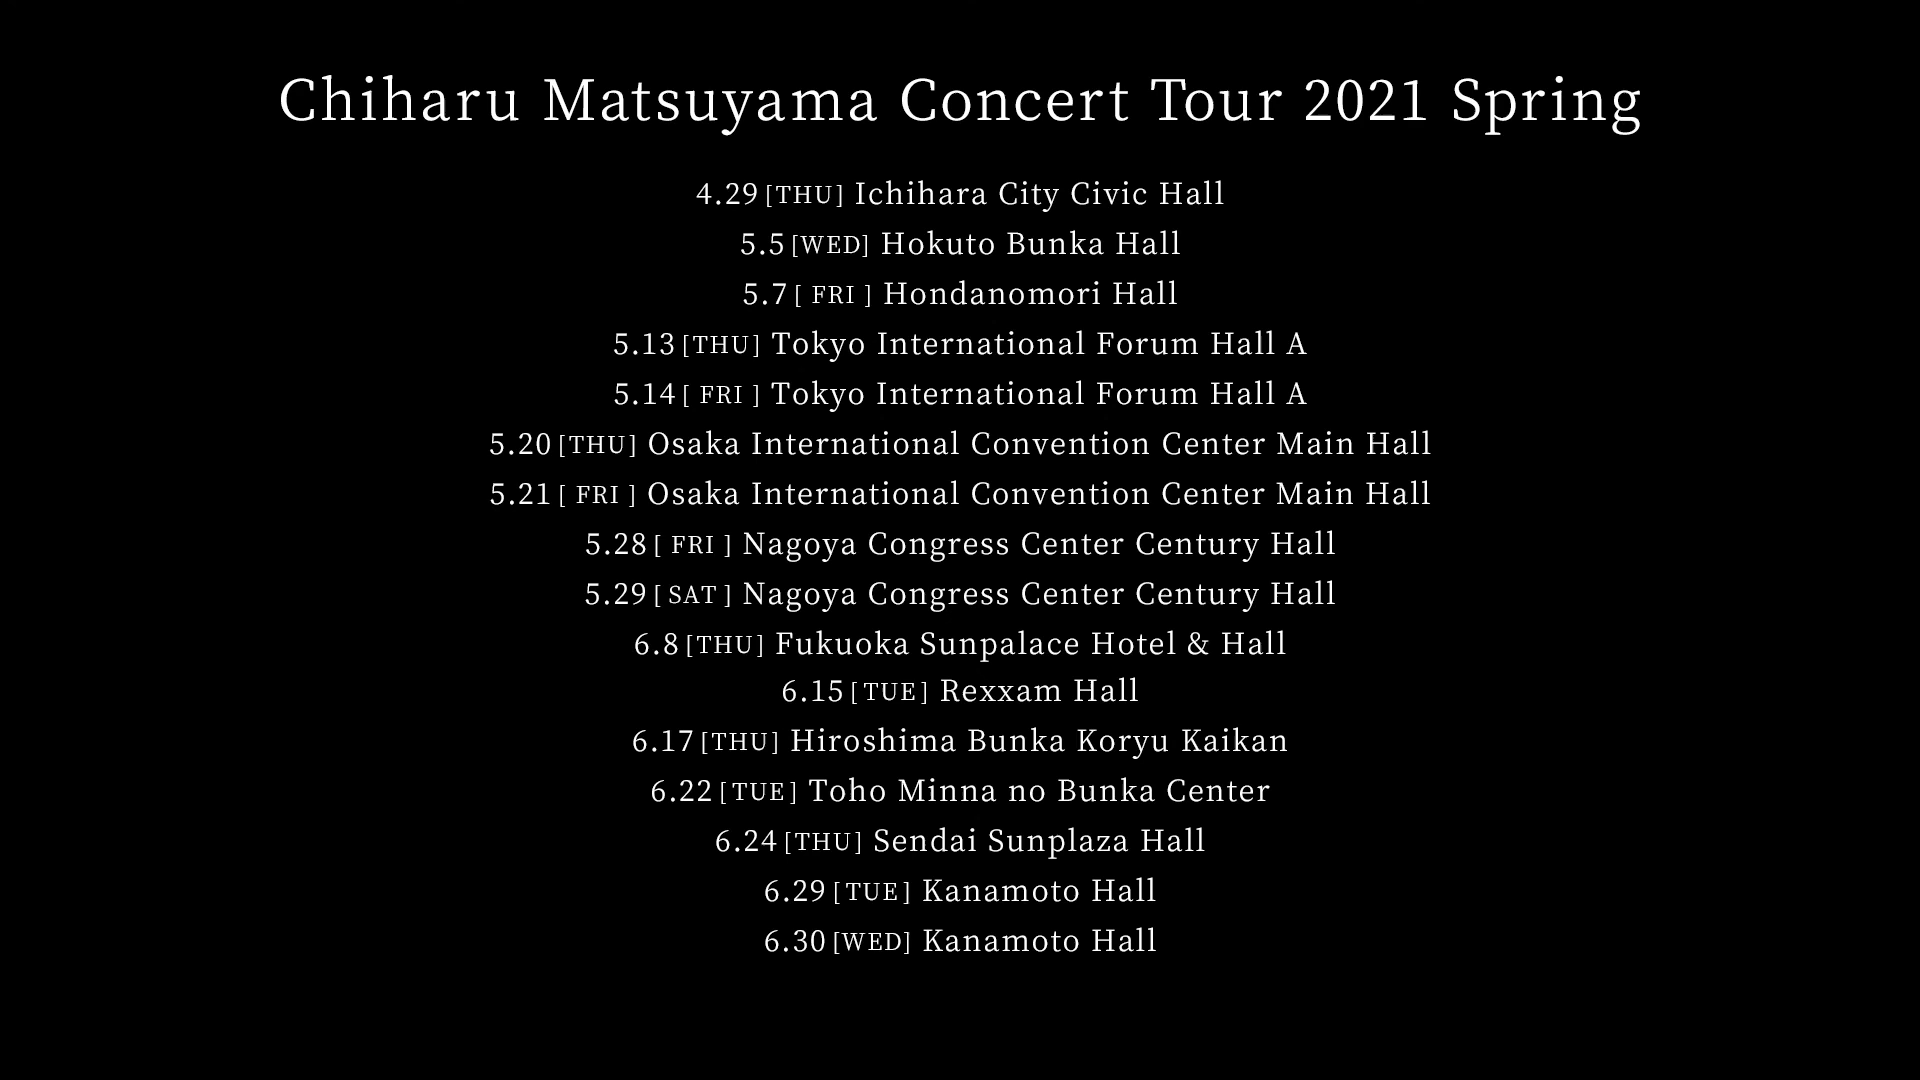 Chiharu Matsuyama Concert Tour 2021 Spring
4.29 [THU] Ichihara City Civic Hall
5.5 [WED] Hokuto Bunka Hall
5.7 [ FRI ] Hondanomori Hall
5.13 [THU] Tokyo International Forum Hall A
5.14 [ FRI ] Tokyo International Forum Hall A
5.20 [THU] Osaka International Convention Center Main Hall
5.21 [ FRI ] Osaka International Convention Center Main Hall
5.28 [ FRI ] Nagoya Congress Center Century Hall
5.29 [ SAT ] Nagoya Congress Center Century Hall
6.8 [THU] Fukuoka Sunpalace Hotel & Hall
6.15 [ TUE ] Rexxam Hall
6.17 [THU] Hiroshima Bunka Koryu Kaikan
6.22 [ TUE ] Toho Minna no Bunka Center
6.24 [THU] Sendai Sunplaza Hall
6.29 [ TUE ] Kanamoto Hall
6.30 [WED] Kanamoto Hall